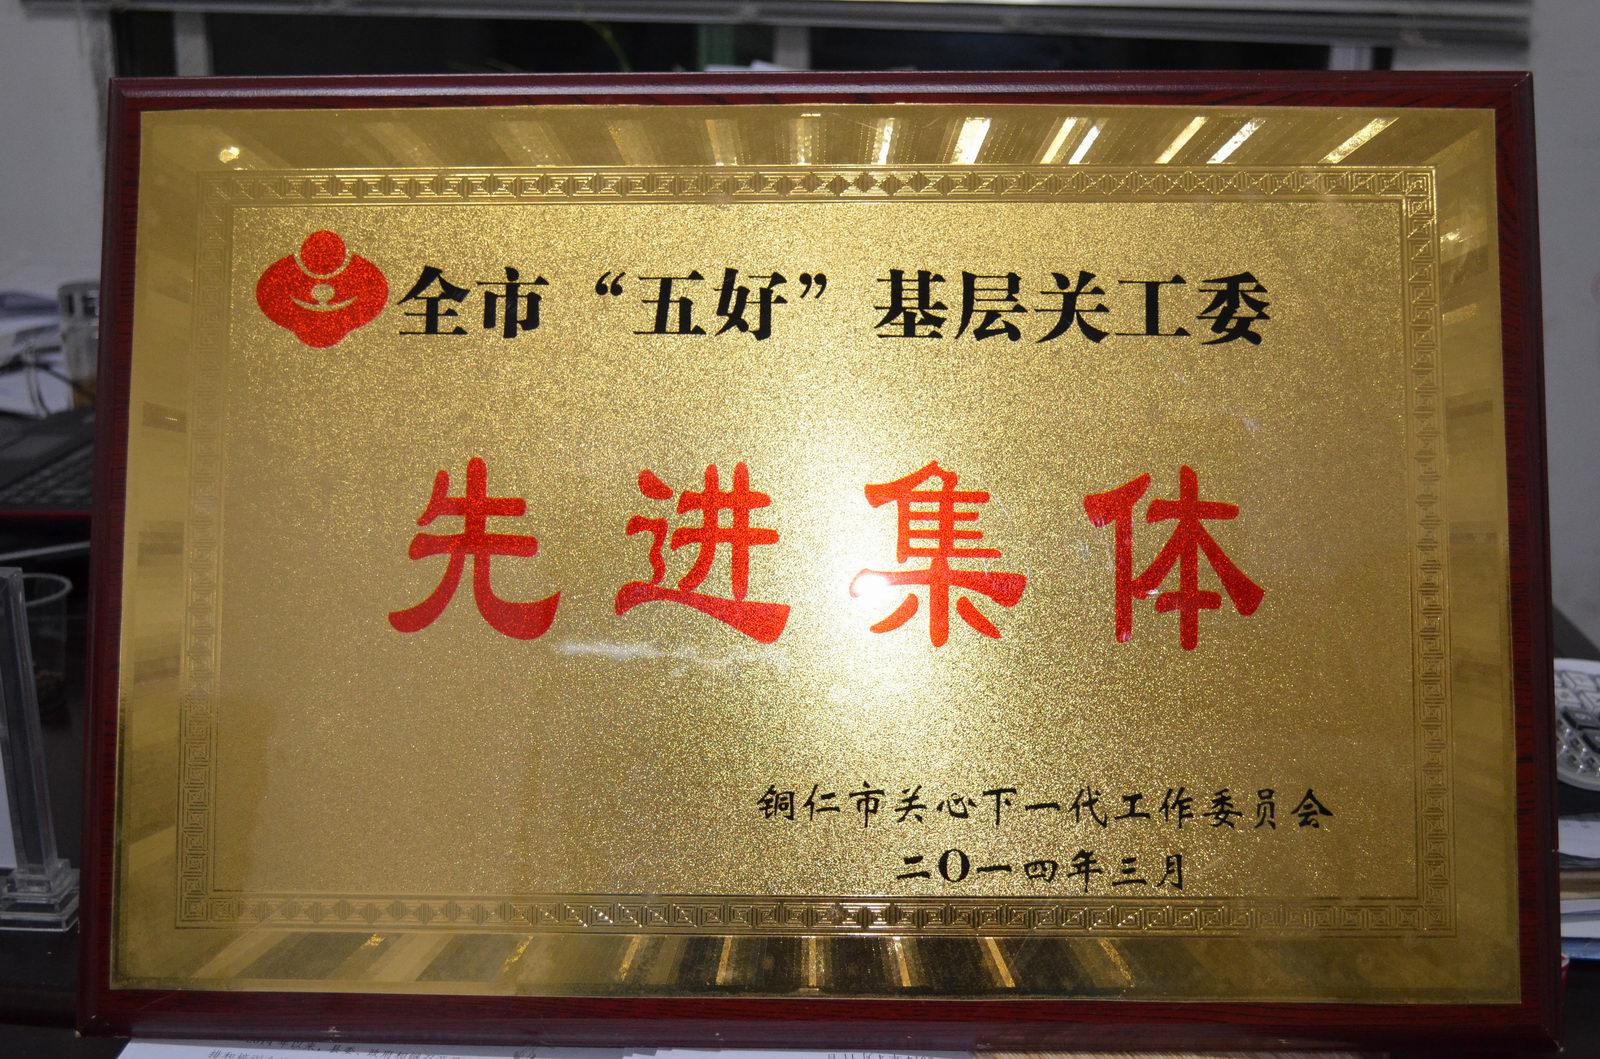 全市“五好”基层关工委
先进集体
铜仁市关心下一代工作委员会
二〇一四年三月